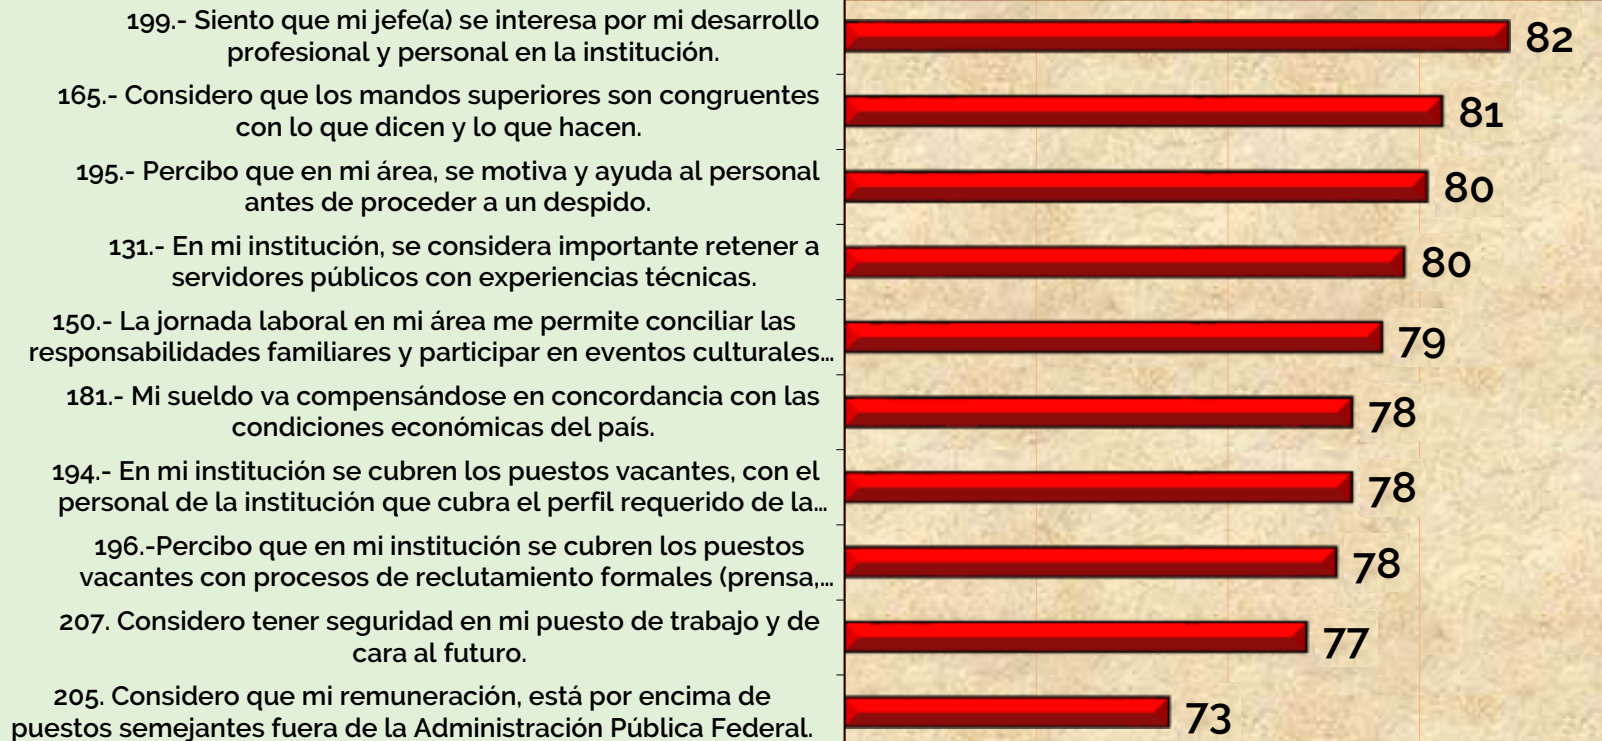 199.- Siento que mi jefe(a) se interesa por mi desarrollo
profesional y personal en la institución.
82
165.- Considero que los mandos superiores son congruentes
con lo que dicen y lo que hacen.
81
195.- Percibo que en mi área, se motiva y ayuda al personal
antes de proceder a un despido.
80
131.- En mi institución, se considera importante retener a
servidores públicos con experiencias técnicas.
80
150.- La jornada laboral en mi área me permite conciliar las
responsabilidades familiares y participar en eventos culturales...
79
181.- Mi sueldo va compensándose en concordancia con las
condiciones económicas del país.
78
194.- En mi institución se cubren los puestos vacantes, con el
personal de la institución que cubra el perfil requerido de la...
78
196.-Percibo que en mi institución se cubren los puestos
vacantes con procesos de reclutamiento formales (prensa,...
78
207. Considero tener seguridad en mi puesto de trabajo y de
cara al futuro.
77
205. Considero que mi remuneración, está por encima de
puestos semejantes fuera de la Administración Pública Federal.
73